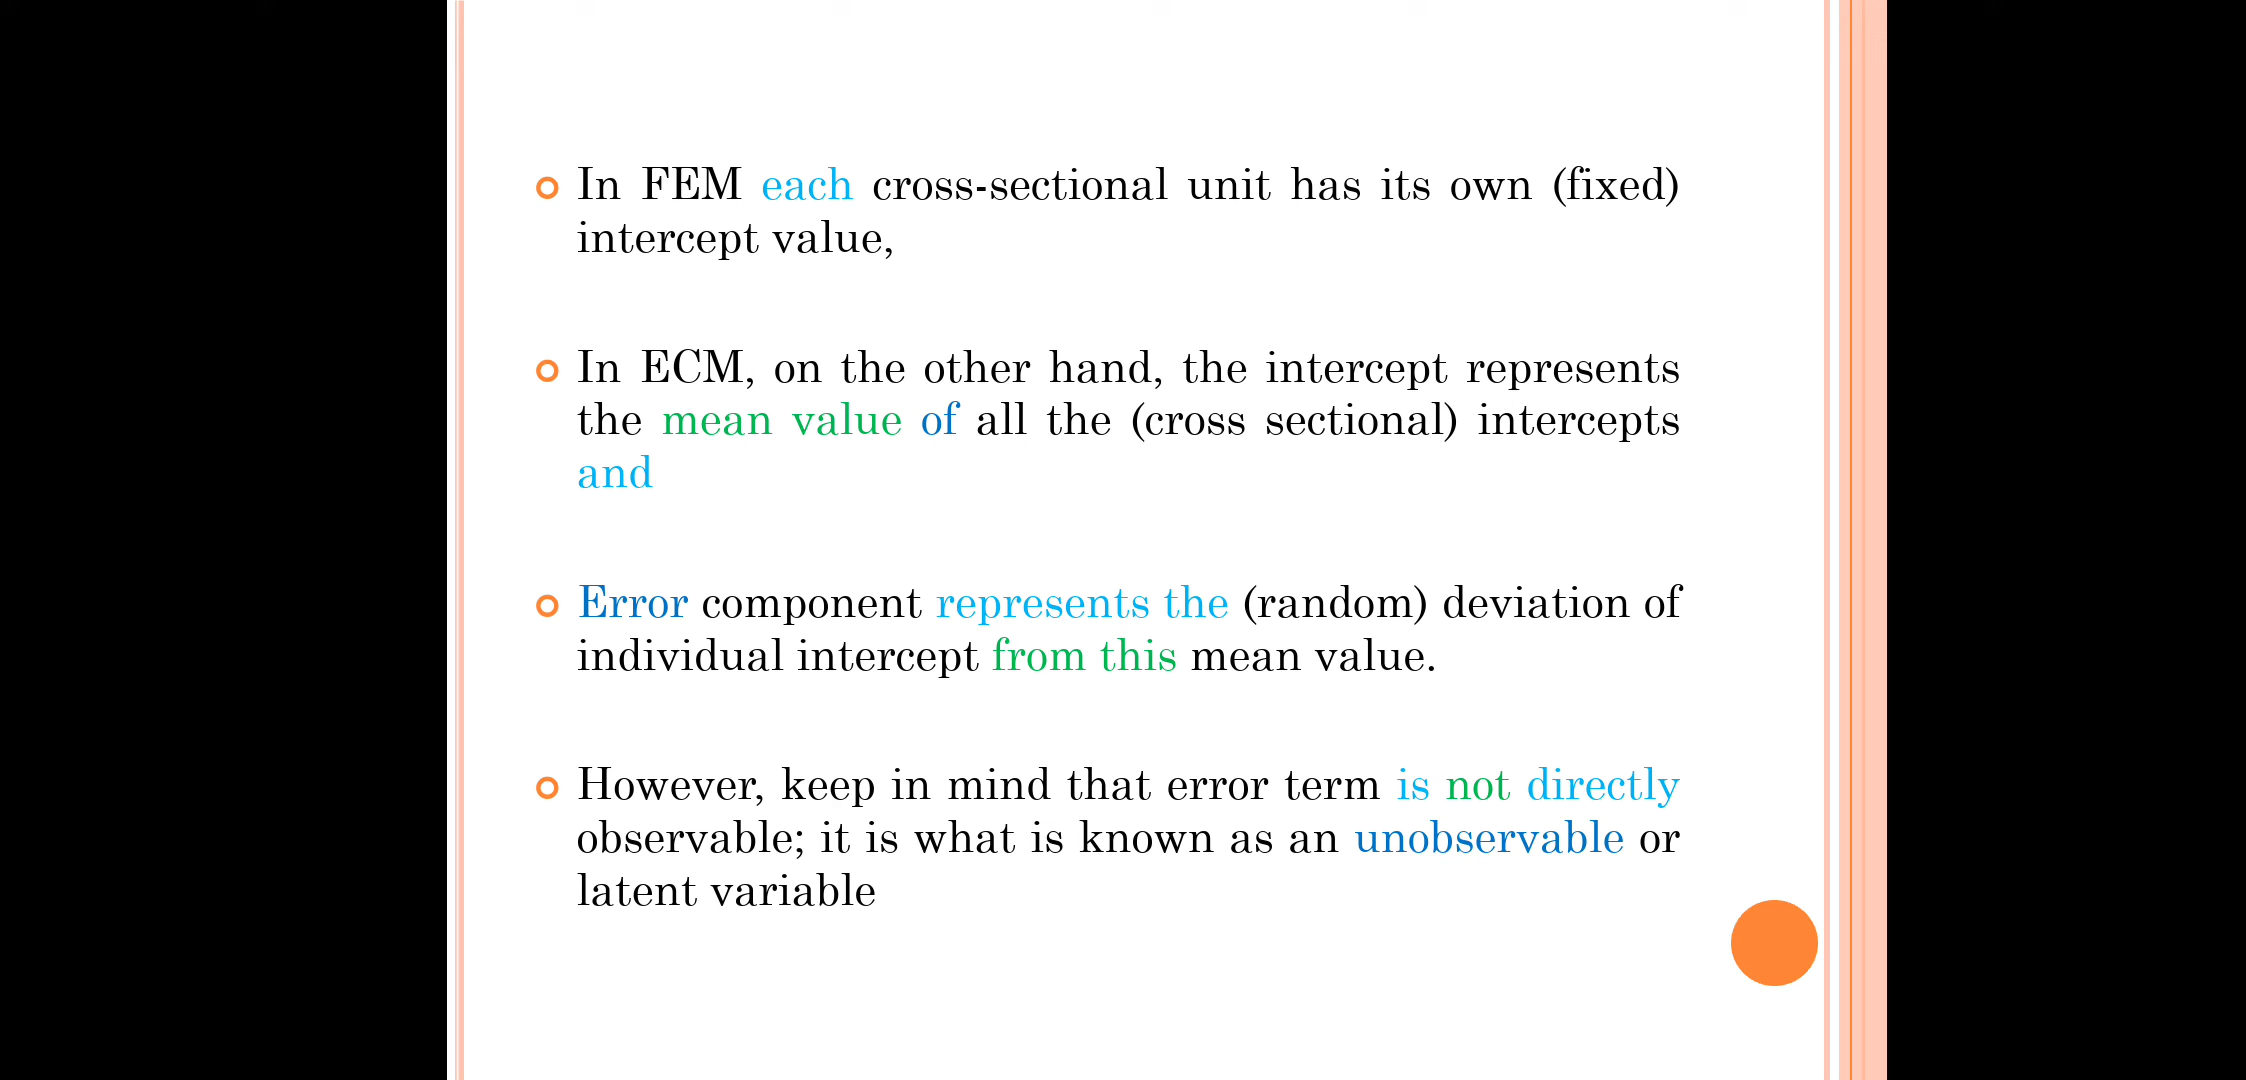 In FEM each cross-sectional unit has its own (fixed)
intercept value,
In ECM, on the other hand, the intercept represents
the mean value of all the (cross sectional) intercepts
and
Error component represents the (random) deviation of
individual intercept from this mean value.
However, keep in mind that error term is not directly
observable; it is what is known as an unobservable or
latent variable